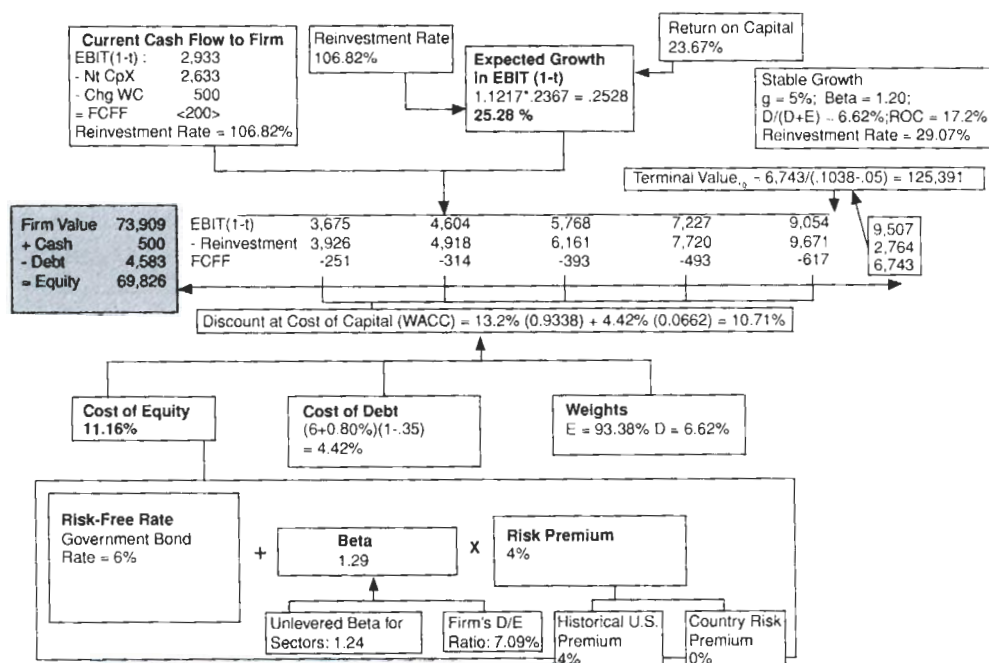 Current Cash Flow to Firm
EBIT(1-t) : 2,933
- Nt CpX 2,633
- Chg WC 500
= FCFF <200>
Reinvestment Rate = 106.82%
Reinvestment Rate
106.82%
Expected Growth
in EBIT (1-t)
1.1217*.2367 = .2528
25.28 %
Return on Capital
23.67%
Stable Growth
g = 5%; Beta = 1.20;
D/(D+E) - 6.62%;ROC = 17.2%
Reinvestment Rate = 29.07%
Terminal Value10 - 6,743/(.1038-.05) = 125,391
Firm Value 73,909
+ Cash 500
- Debt 4,583
= Equity 69,826
EBIT(1-t) 3,675 4,604 5,768 7,227 9,054
- Reinvestment 3,926 4,918 6,161 7,720 9,671
FCFF -251 -314 -393 -493 -617
9,507
2,764
6,743
Discount at Cost of Capital (WACC) = 13.2% (0.9338) + 4.42% (0.0662) = 10.71%
Cost of Equity
11.16%
Cost of Debt
(6+0.80%)(1-.35)
= 4.42%
Weights
E = 93.38% D = 6.62%
Risk-Free Rate
Government Bond
Rate = 6%
+
Beta
1.29
X
Risk Premium
4%
Unlevered Beta for
Sectors: 1.24
Firm's D/E
Ratio: 7.09%
Historical U.S.
Premium
4%
Country Risk
Premium
0%